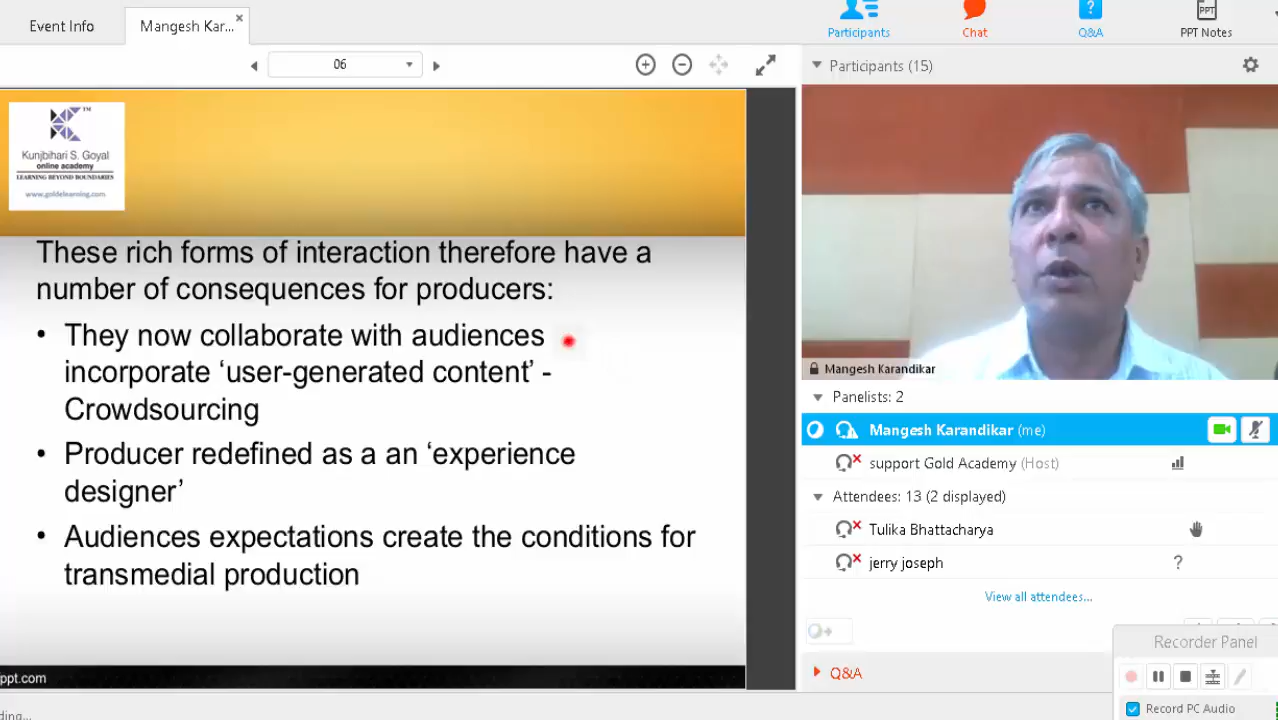 Event Info
Mangesh Kar...
Participants
Chat
Q&A
PPT
PPT Notes
06
Participants (15)
TM
Kunjbihari S. Goyal
online academy
LEARNING BEYOND BOUNDARIES
www.goldelearning.com
These rich forms of interaction therefore have a
number of consequences for producers:
• They now collaborate with audiences
incorporate ‘user-generated content’ -
Crowdsourcing
• Producer redefined as a an ‘experience
designer’
• Audiences expectations create the conditions for
transmedial production
ppt.com
Mangesh Karandikar
Panelists: 2
Mangesh Karandikar (me)
support Gold Academy (Host)
Attendees: 13 (2 displayed)
Tulika Bhattacharya
jerry joseph
?
View all attendees...
Q&A
Recorder Panel
Record PC Audio